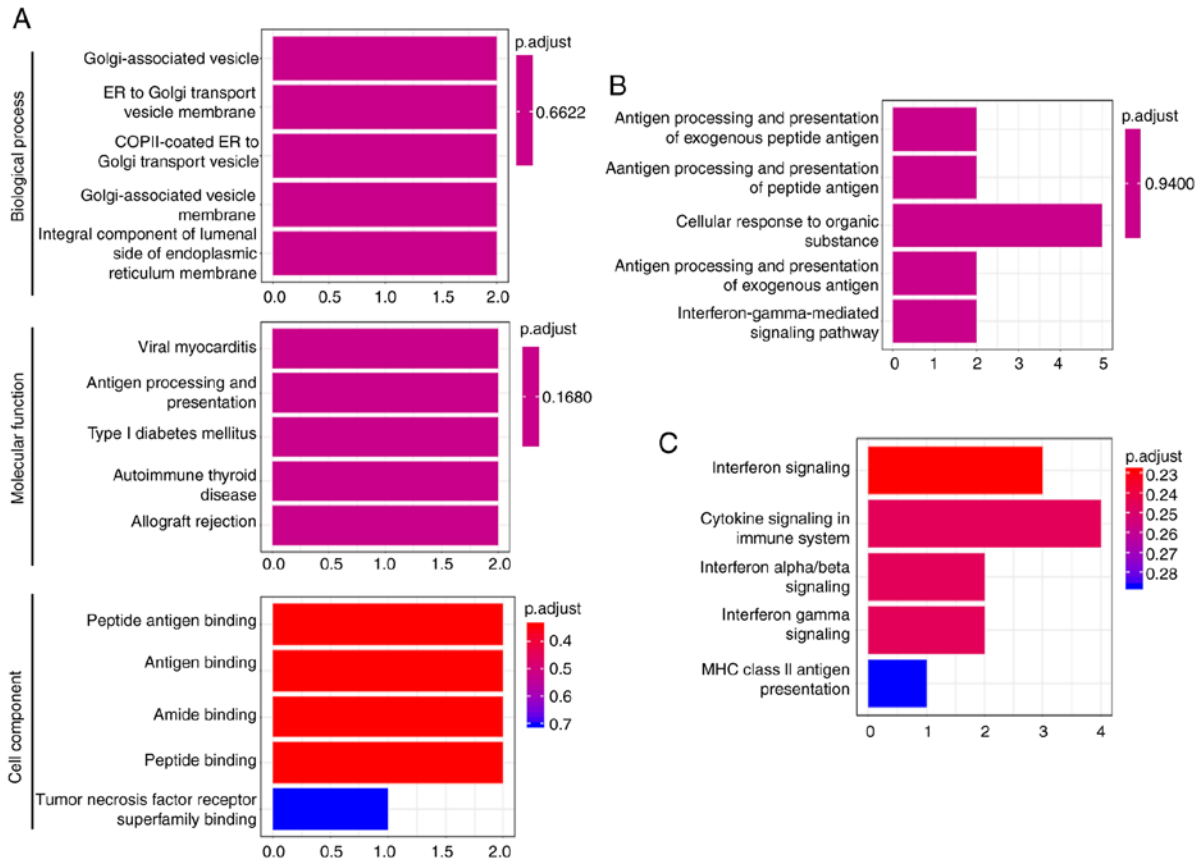 A
Biological process
Golgi-associated vesicle
ER to Golgi transport
vesicle membrane
COPII-coated ER to
Golgi transport vesicle
Golgi-associated vesicle
membrane
Integral component of lumenal
side of endoplasmic
reticulum membrane
0.0 0.5 1.0 1.5 2.0
p.adjust
0.6622
Molecular function
Viral myocarditis
Antigen processing and
presentation
Type I diabetes mellitus
Autoimmune thyroid
disease
Allograft rejection
0.0 0.5 1.0 1.5 2.0
p.adjust
0.1680
Cell component
Peptide antigen binding
Antigen binding
Amide binding
Peptide binding
Tumor necrosis factor receptor
superfamily binding
0.0 0.5 1.0 1.5 2.0
p.adjust
0.4
0.5
0.6
0.7
B
Antigen processing and presentation
of exogenous peptide antigen
Aantigen processing and presentation
of peptide antigen
Cellular response to organic
substance
Antigen processing and presentation
of exogenous antigen
Interferon-gamma-mediated
signaling pathway
0 1 2 3 4 5
p.adjust
0.9400
C
Interferon signaling
Cytokine signaling in
immune system
Interferon alpha/beta
signaling
Interferon gamma
signaling
MHC class II antigen
presentation
0 1 2 3 4
p.adjust
0.23
0.24
0.25
0.26
0.27
0.28